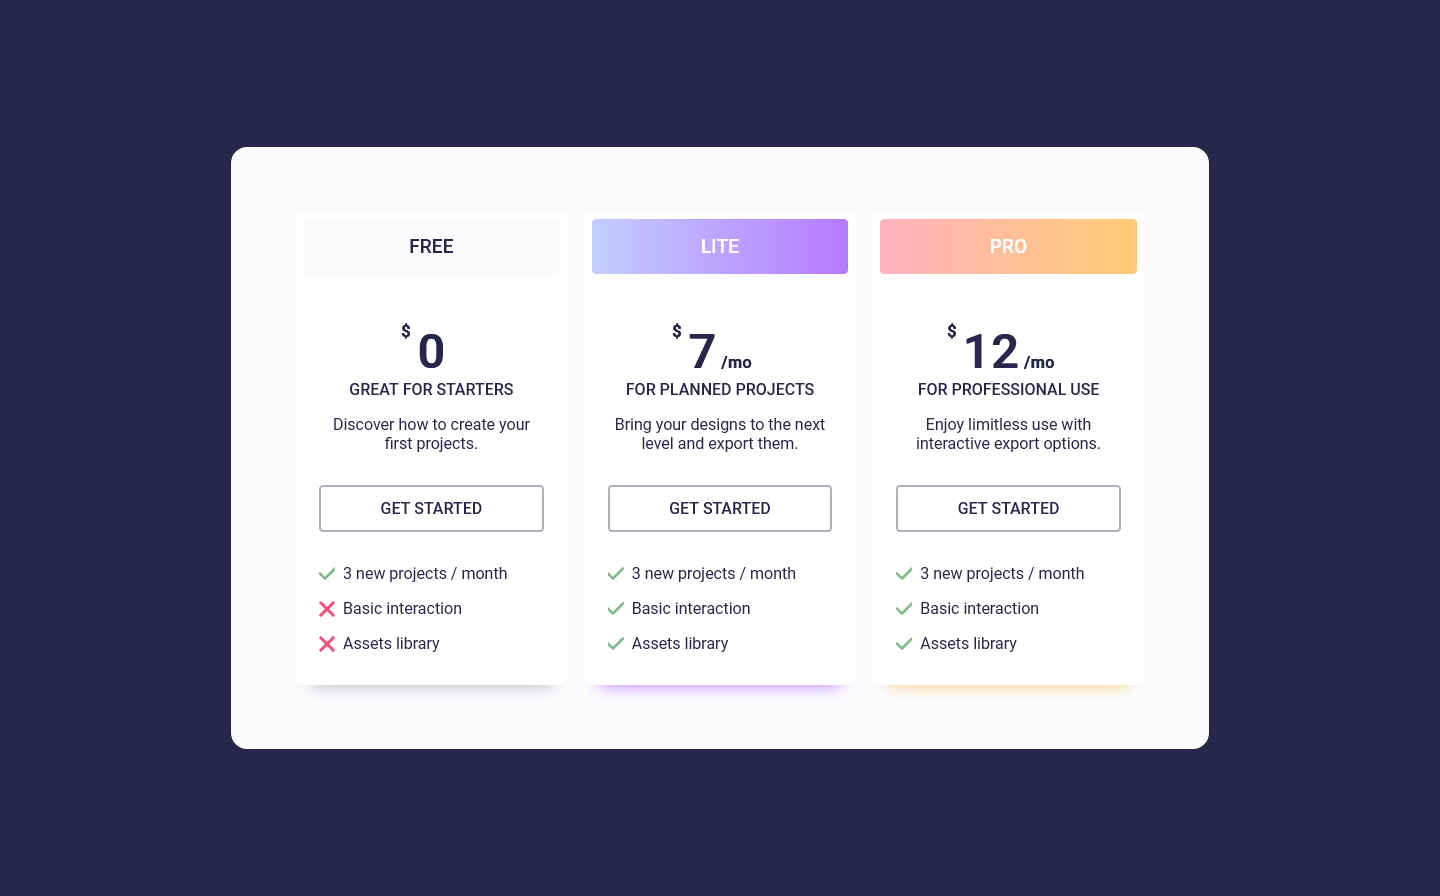 FREE
$ 0
GREAT FOR STARTERS
Discover how to create your
first projects.
GET STARTED
3 new projects / month
Basic interaction
Assets library
LITE
$ 7 /mo
FOR PLANNED PROJECTS
Bring your designs to the next
level and export them.
GET STARTED
3 new projects / month
Basic interaction
Assets library
PRO
$ 12 /mo
FOR PROFESSIONAL USE
Enjoy limitless use with
interactive export options.
GET STARTED
3 new projects / month
Basic interaction
Assets library